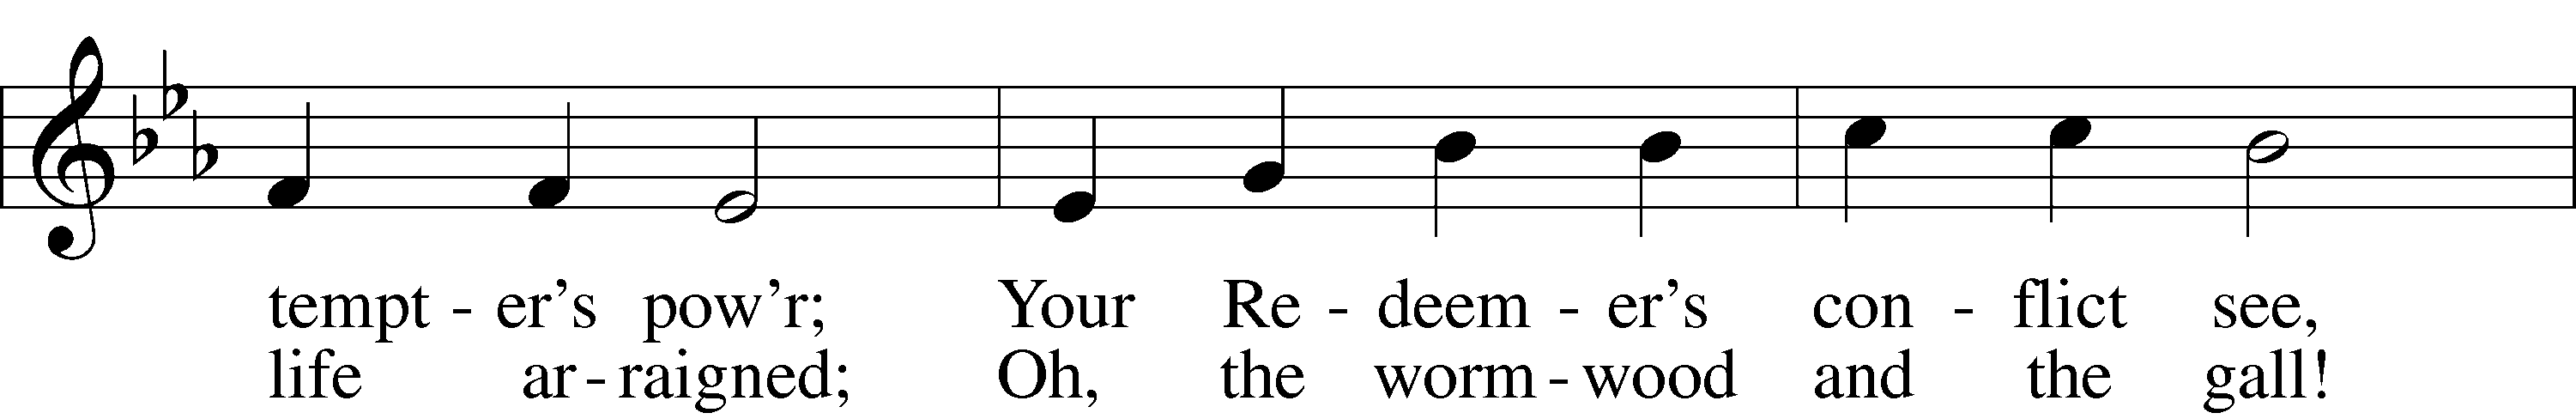 tempt - er's pow'r; Your Re - deem - er's con - flict see,
life ar - raigned; Oh, the worm - wood and the gall!